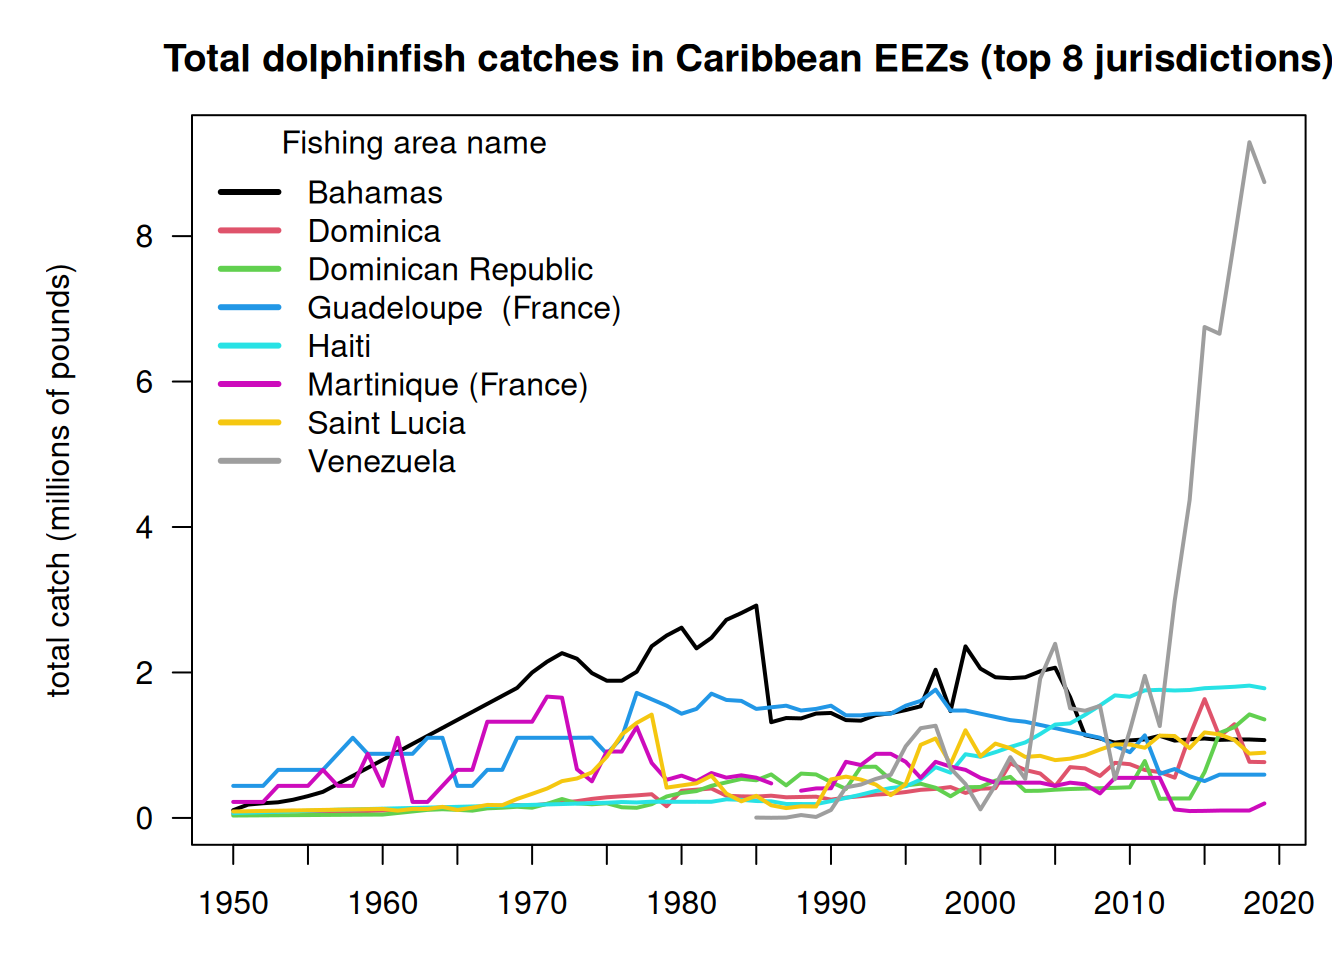 Total dolphinfish catches in Caribbean EEZs (top 8 jurisdictions)
Fishing area name
Bahamas
Dominica
Dominican Republic
Guadeloupe  (France)
Haiti
Martinique (France)
Saint Lucia
Venezuela
total catch (millions of pounds)
8
6
4
2
0
1950 1960 1970 1980 1990 2000 2010 2020